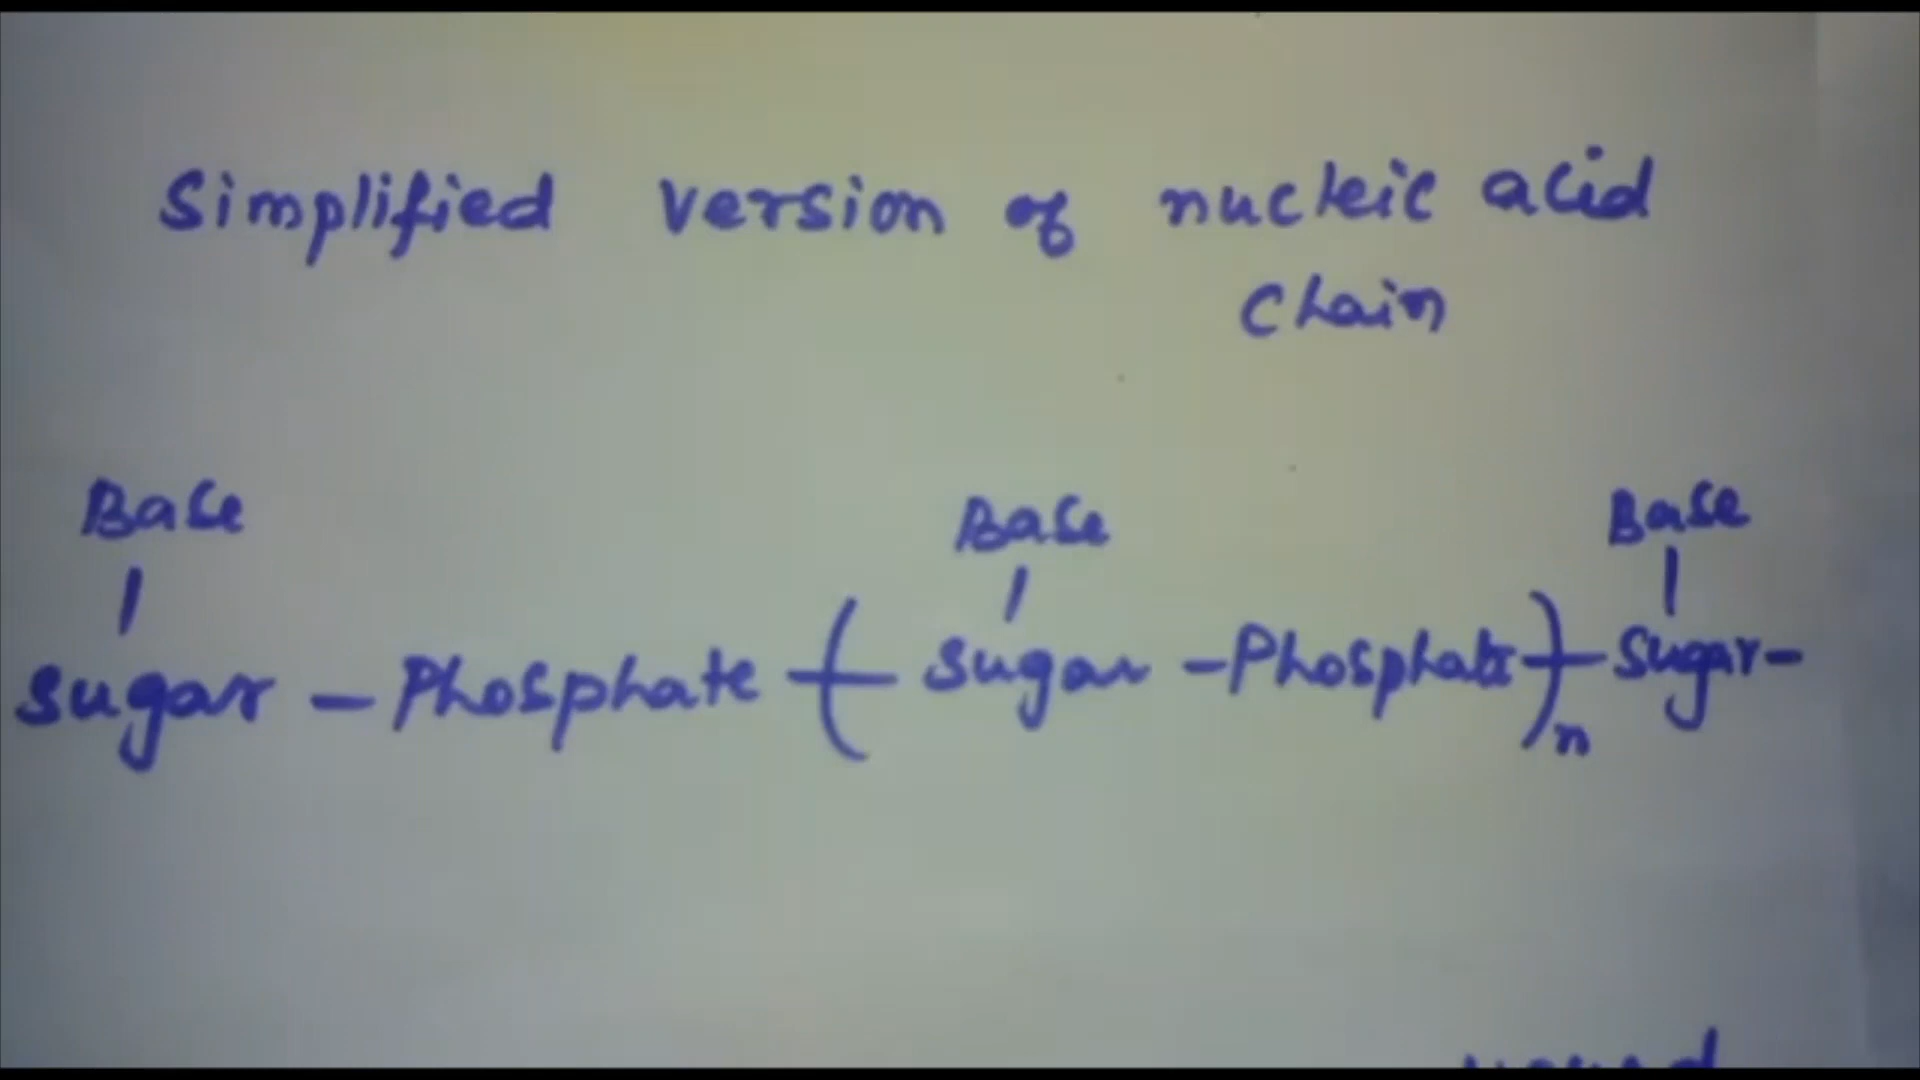 Simplified version of nucleic acid
chain
Base Base Base
Sugar - Phosphate ( Sugar - Phosphate )n Sugar -